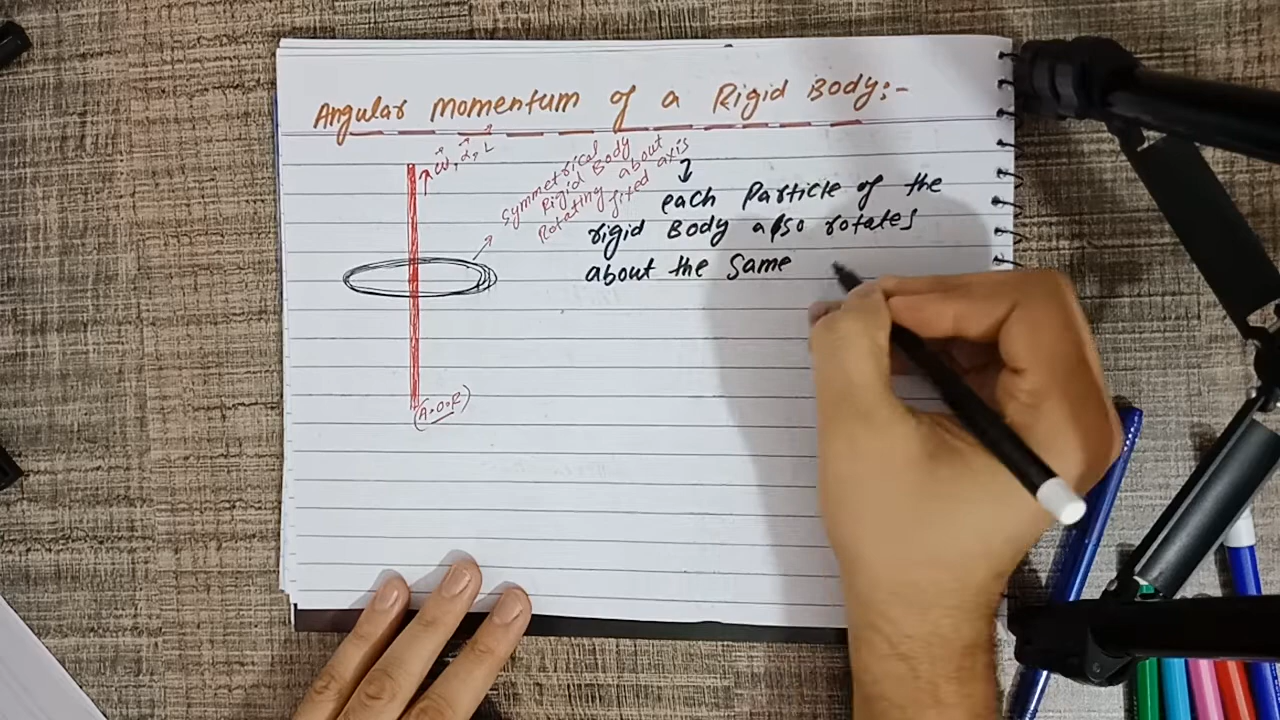 Angular Momentum of a Rigid Body:-
ω⃗, α⃗, L⃗
Symmetrical
Rigid Body
Rotating about
fixed axis
each Particle of the
rigid Body also rotates
about the Same
(A.O.R)